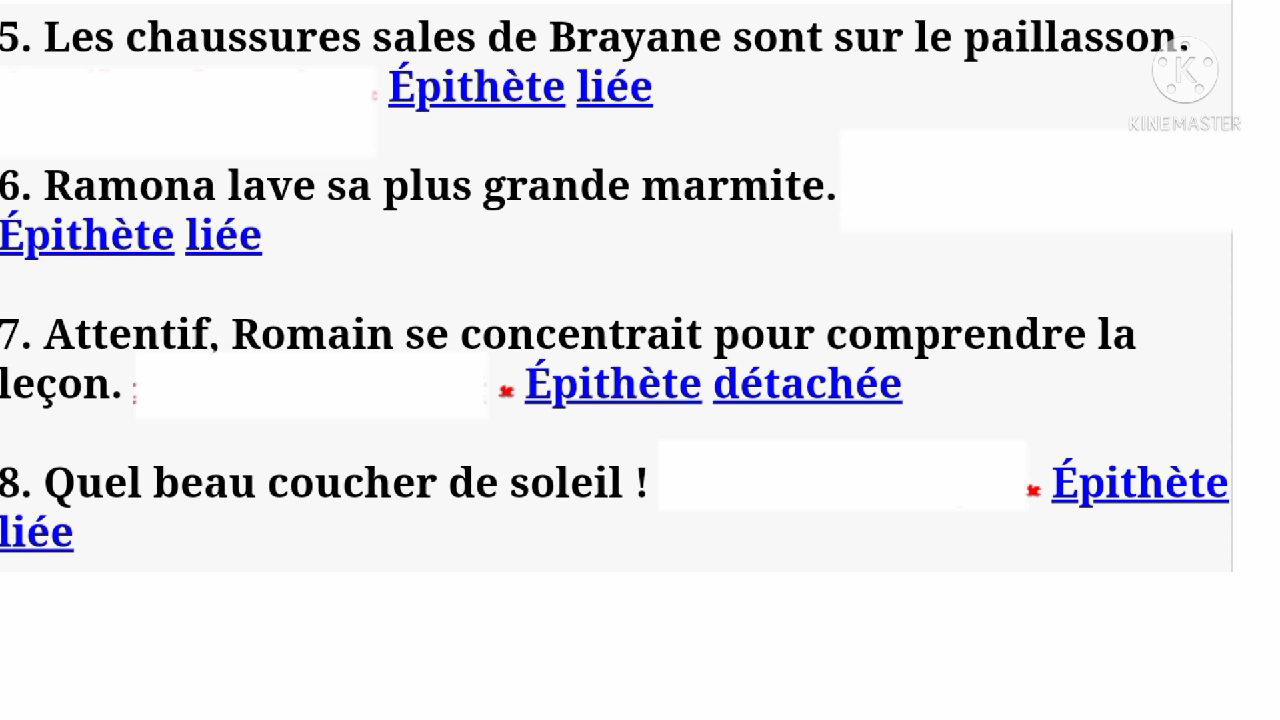 5. Les chaussures sales de Brayane sont sur le paillasson.
Épithète liée
KINEMASTER
6. Ramona lave sa plus grande marmite.
Épithète liée
7. Attentif, Romain se concentrait pour comprendre la
leçon. Épithète détachée
8. Quel beau coucher de soleil ! Épithète
liée